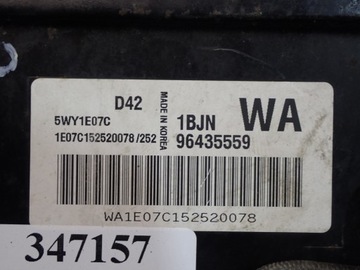 D42
5WY1E07C
1E07C152520078/252
MADE IN KOREA
1BJN
96435559
WA
WA1E07C152520078
347157